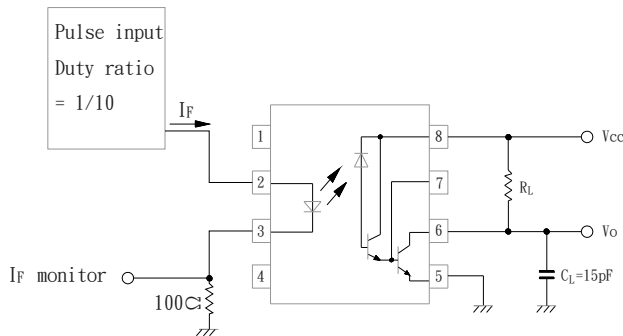 Pulse input
Duty ratio
= 1/10
IF
1
2
3
4
8
7
6
5
Vcc
RL
Vo
CL=15pF
IF monitor
100Ω